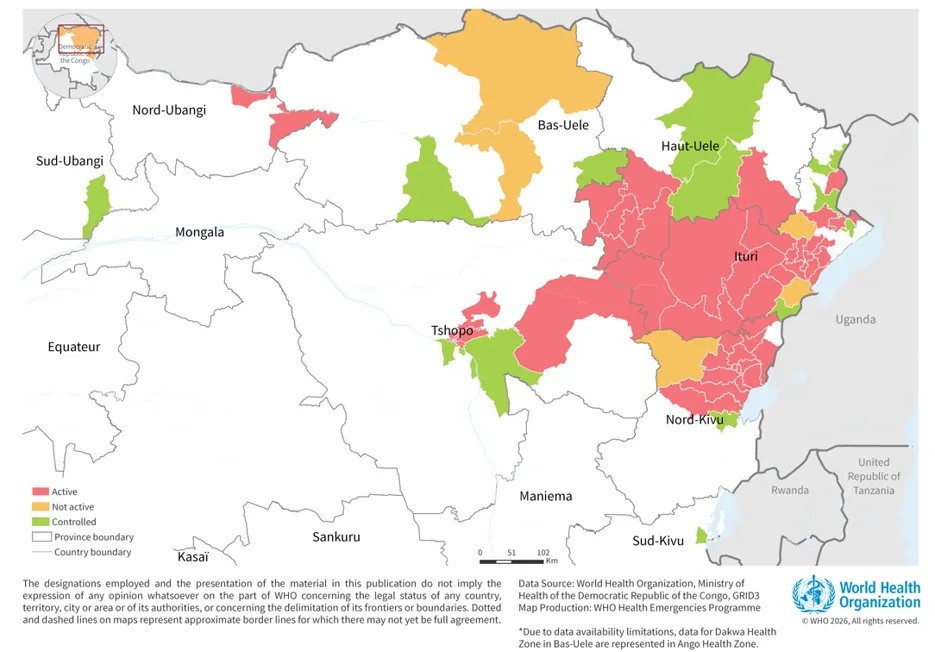 Democratic
Republic of
the Congo
Nord-Ubangi
Bas-Uele
Haut-Uele
Sud-Ubangi
Mongala
Ituri
Uganda
Tshopo
Equateur
Nord-Kivu
United
Republic of
Tanzania
Rwanda
Maniema
Sankuru
Sud-Kivu
Kasaï
Active
Not active
Controlled
Province boundary
Country boundary
0 51 102
Km
The designations employed and the presentation of the material in this publication do not imply the
expression of any opinion whatsoever on the part of WHO concerning the legal status of any country,
territory, city or area or of its authorities, or concerning the delimitation of its frontiers or boundaries. Dotted
and dashed lines on maps represent approximate border lines for which there may not yet be full agreement.
Data Source: World Health Organization, Ministry of
Health of the Democratic Republic of the Congo, GRID3
Map Production: WHO Health Emergencies Programme
*Due to data availability limitations, data for Dakwa Health
Zone in Bas-Uele are represented in Ango Health Zone.
World Health
Organization
© WHO 2026, All rights reserved.